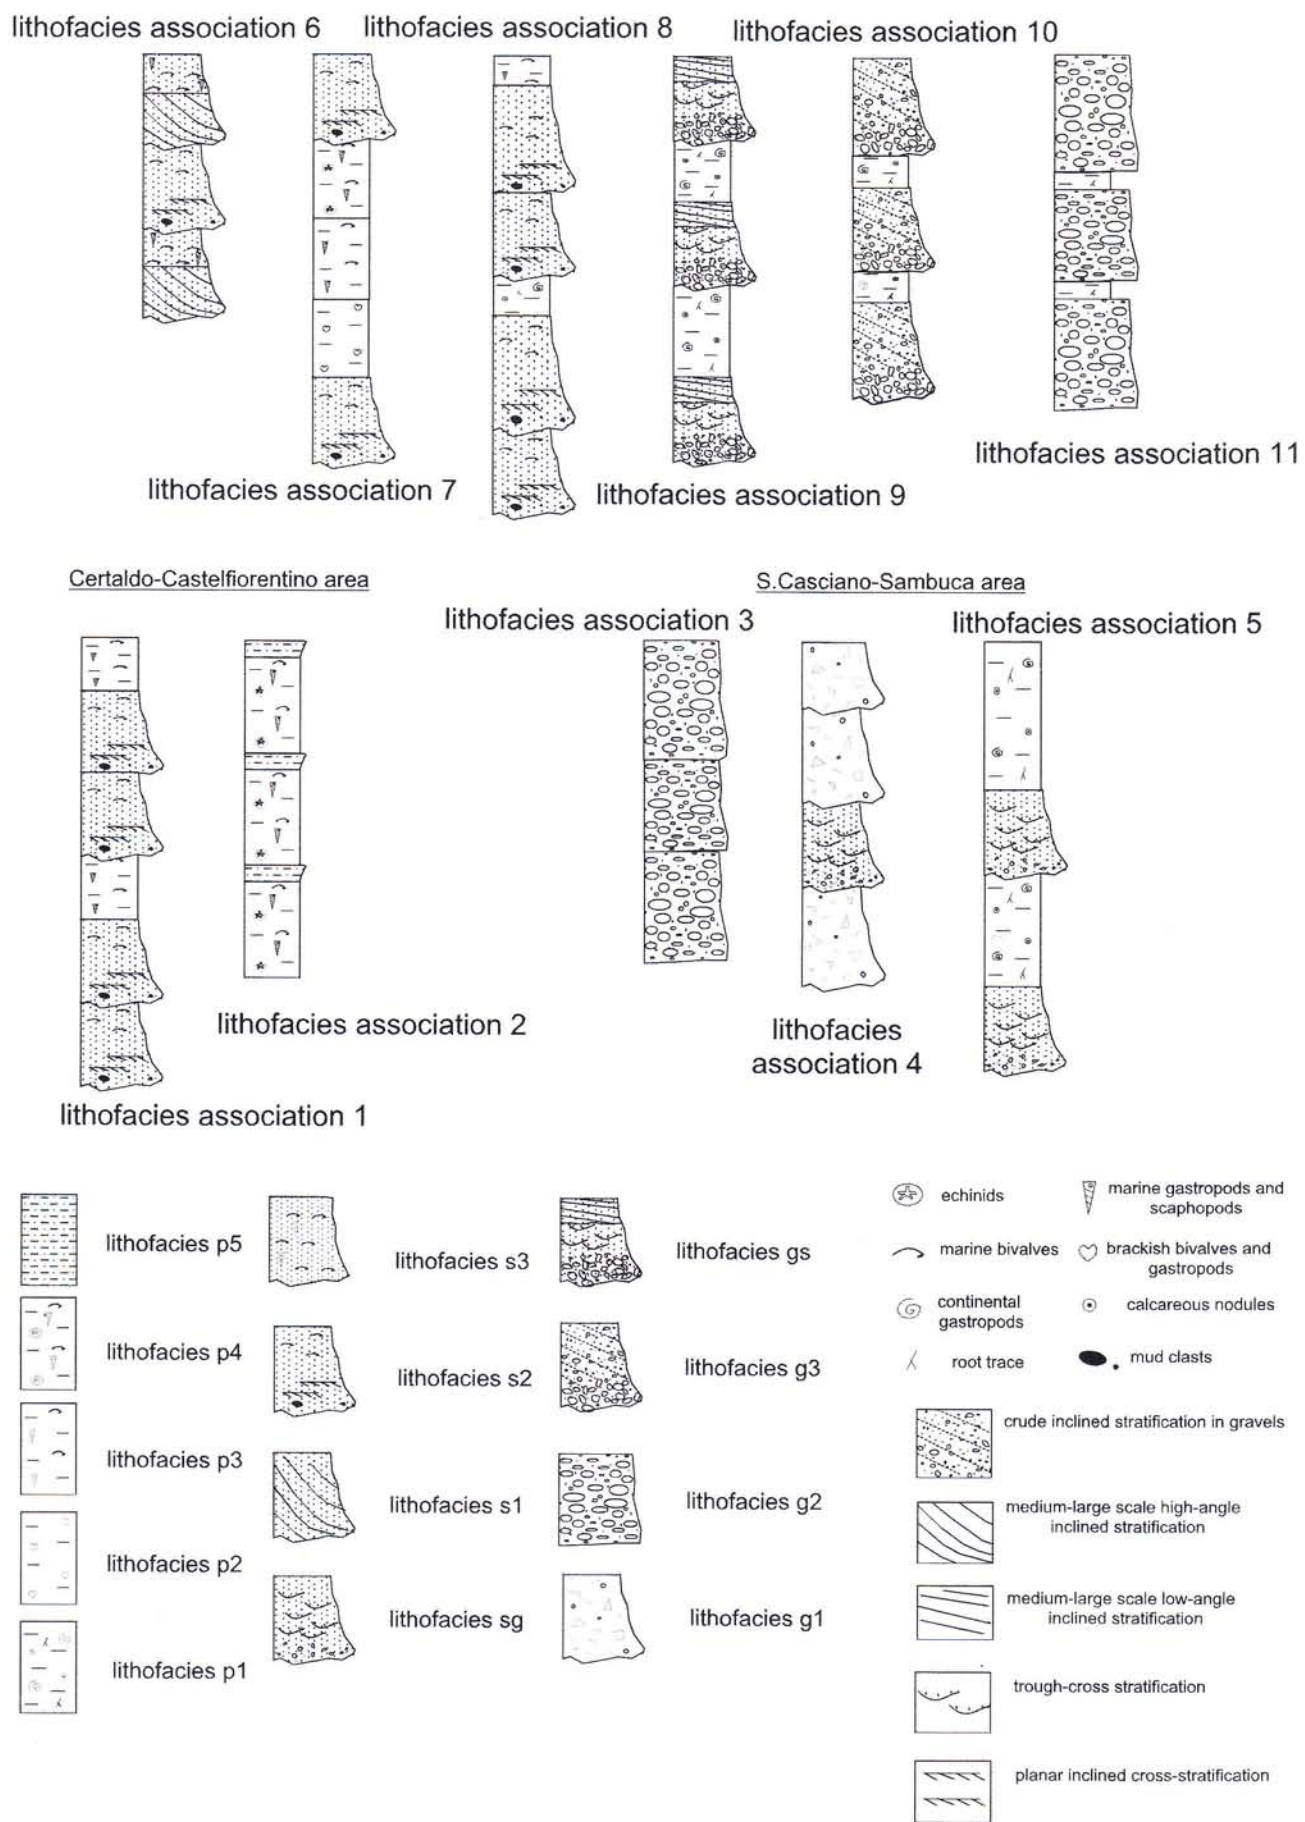 lithofacies association 6
lithofacies association 8
lithofacies association 10
lithofacies association 7
lithofacies association 9
lithofacies association 11
Certaldo-Castelfiorentino area
S.Casciano-Sambuca area
lithofacies association 3
lithofacies association 5
lithofacies association 2
lithofacies
association 4
lithofacies association 1
lithofacies p5
lithofacies p4
lithofacies p3
lithofacies p2
lithofacies p1
lithofacies s3
lithofacies s2
lithofacies s1
lithofacies sg
lithofacies gs
lithofacies g3
lithofacies g2
lithofacies g1
echinids
marine gastropods and
scaphopods
marine bivalves
brackish bivalves and
gastropods
continental
gastropods
calcareous nodules
root trace
mud clasts
crude inclined stratification in gravels
medium-large scale high-angle
inclined stratification
medium-large scale low-angle
inclined stratification
trough-cross stratification
planar inclined cross-stratification